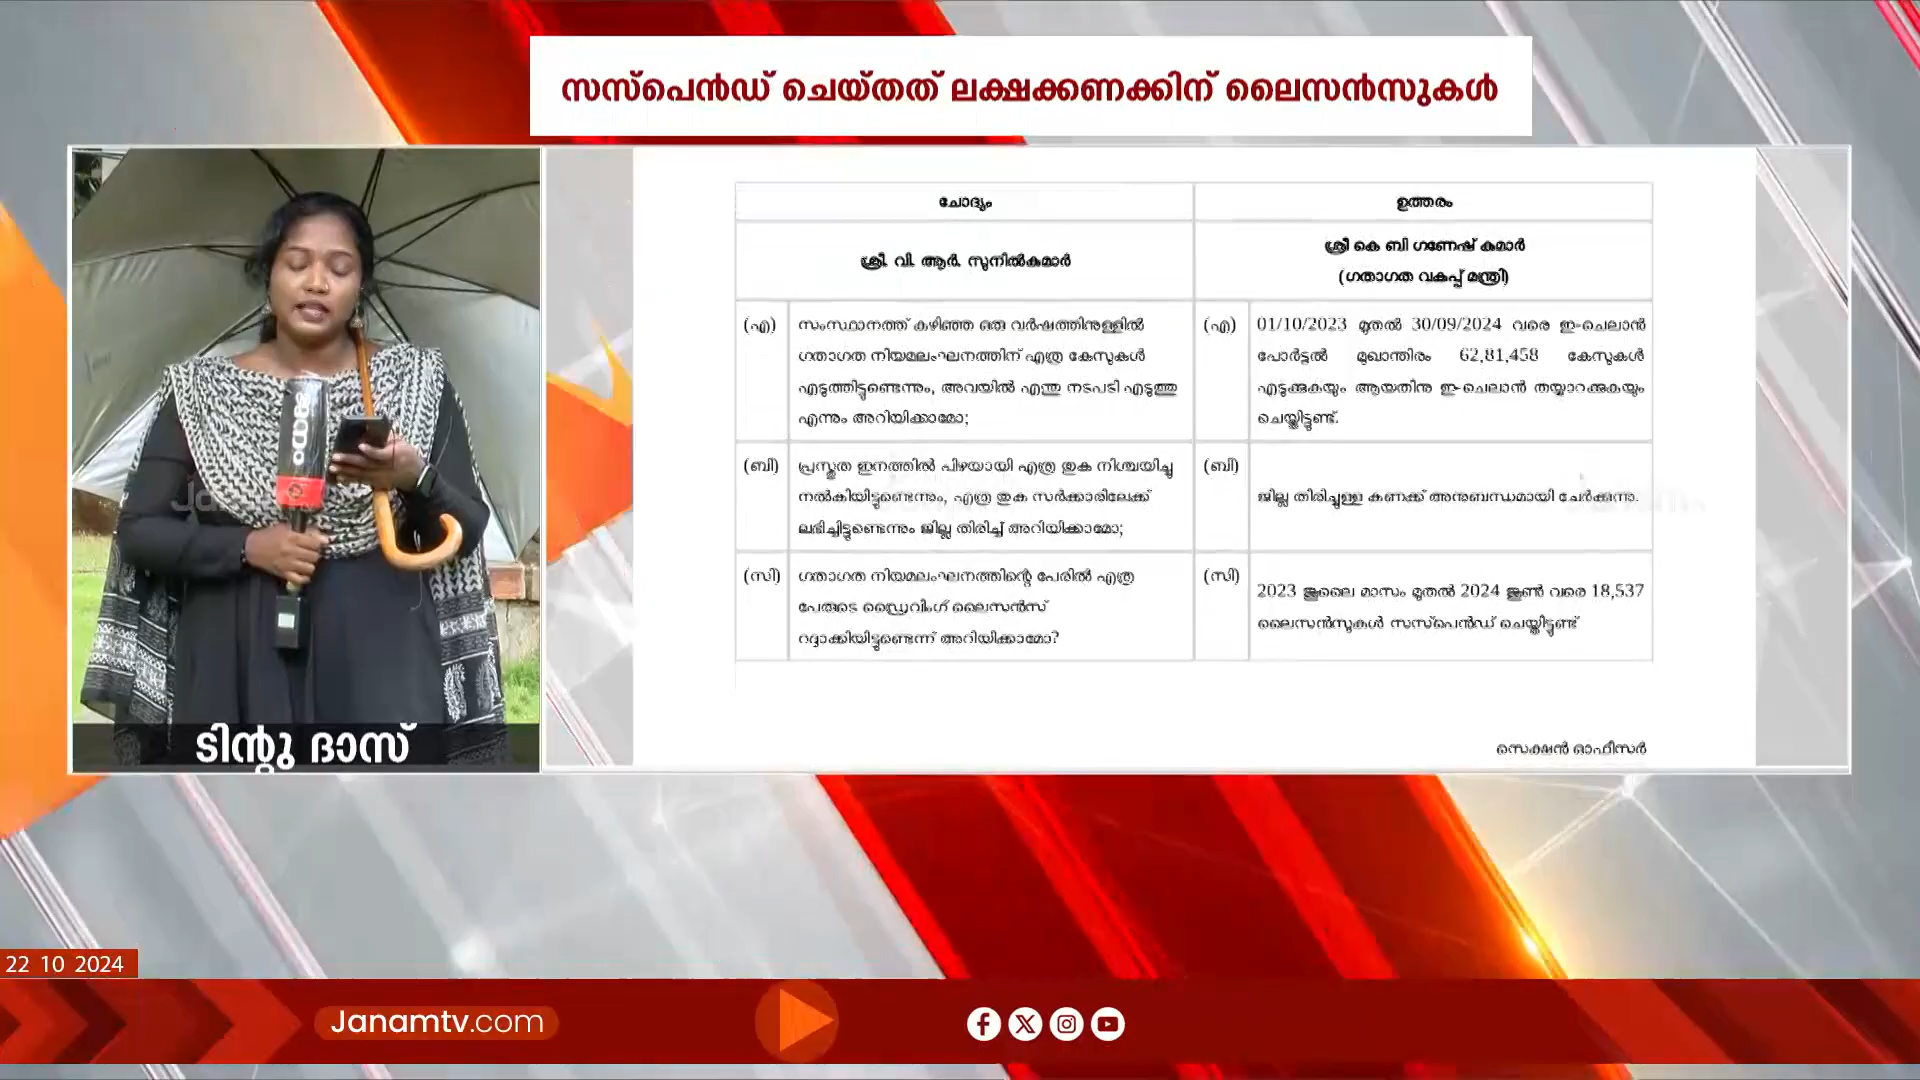 സസ്പെൻഡ് ചെയ്തത് ലക്ഷക്കണക്കിന് ലൈസൻസുകൾ
ചോദ്യം
ഉത്തരം
ശ്രീ. വി. ആർ. സുനിൽകുമാർ
ശ്രീ കെ ബി ഗണേഷ് കുമാർ
(ഗതാഗത വകുപ്പ് മന്ത്രി)
(എ)
സംസ്ഥാനത്ത് കഴിഞ്ഞ ഒരു വർഷത്തിനുള്ളിൽ
ഗതാഗത നിയമലംഘനത്തിന് എത്ര കേസുകൾ
എടുത്തിട്ടുണ്ടെന്നും, അവയിൽ എന്തു നടപടി എടുത്തു
എന്നും അറിയിക്കാമോ;
(എ)
01/10/2023 മുതൽ 30/09/2024 വരെ ഇ-ചെലാൻ
പോർട്ടൽ മുഖാന്തിരം 62,81,458 കേസുകൾ
എടുക്കുകയും ആയതിനു ഇ-ചെലാൻ തയ്യാറക്കുകയും
ചെയ്തിട്ടുണ്ട്.
(ബി)
പ്രസ്തുത ഇനത്തിൽ പിഴയായി എത്ര തുക നിശ്ചയിച്ചു
നൽകിയിട്ടുണ്ടെന്നും, എത്ര തുക സർക്കാരിലേക്ക്
ലഭിച്ചിട്ടുണ്ടെന്നും ജില്ല തിരിച്ച് അറിയിക്കാമോ;
(ബി)
ജില്ല തിരിച്ചുള്ള കണക്ക് അനുബന്ധമായി ചേർക്കുന്നു.
(സി)
ഗതാഗത നിയമലംഘനത്തിന്റെ പേരിൽ എത്ര
പേരുടെ ഡ്രൈവിംഗ് ലൈസൻസ്
റദ്ദാക്കിയിട്ടുണ്ടെന്ന് അറിയിക്കാമോ?
(സി)
2023 ജൂലൈ മാസം മുതൽ 2024 ജൂൺ വരെ 18,537
ലൈസൻസുകൾ സസ്പെൻഡ് ചെയ്തിട്ടുണ്ട്
സെക്ഷൻ ഓഫീസർ
ടിന്റു ദാസ്
22 10 2024
Janamtv.com